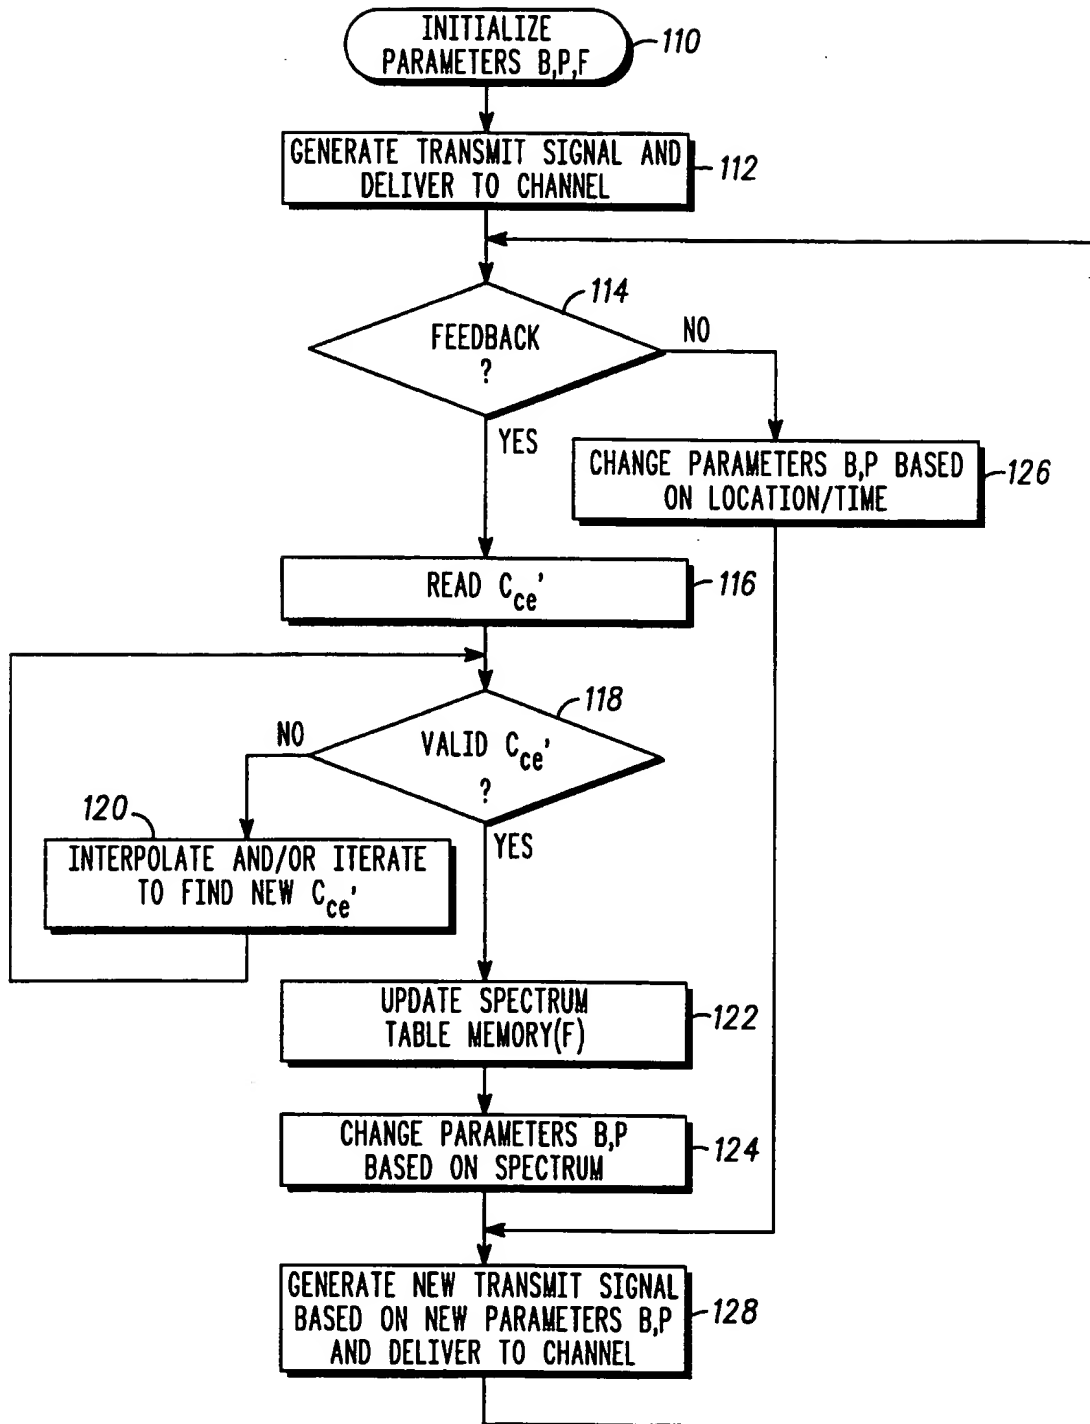 INITIALIZE
PARAMETERS B,P,F
110
GENERATE TRANSMIT SIGNAL AND
DELIVER TO CHANNEL
112
114
FEEDBACK
?
NO
YES
CHANGE PARAMETERS B,P BASED
ON LOCATION/TIME
126
READ Cce'
116
118
VALID Cce'
?
NO
YES
120
INTERPOLATE AND/OR ITERATE
TO FIND NEW Cce'
UPDATE SPECTRUM
TABLE MEMORY(F)
122
CHANGE PARAMETERS B,P
BASED ON SPECTRUM
124
GENERATE NEW TRANSMIT SIGNAL
BASED ON NEW PARAMETERS B,P
AND DELIVER TO CHANNEL
128